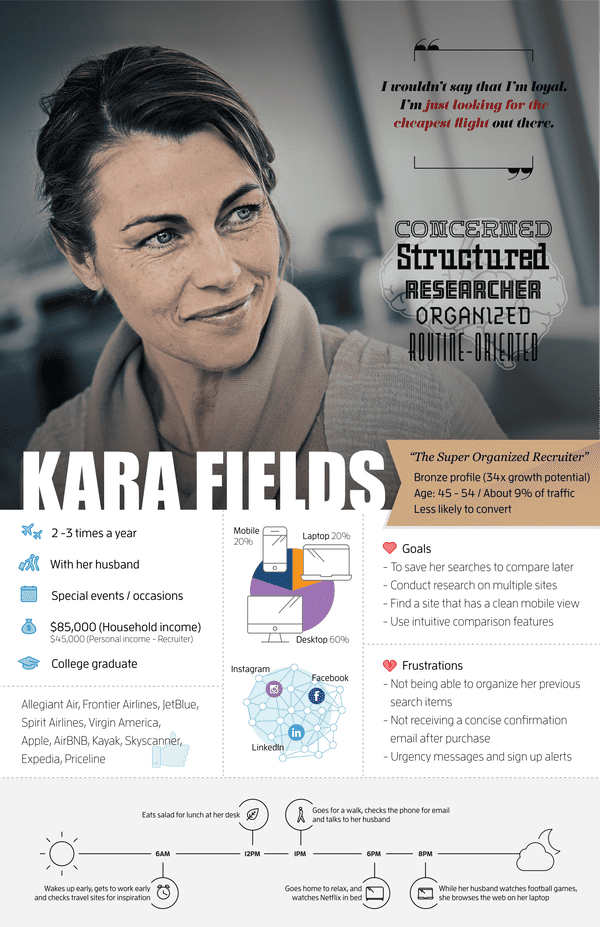 I wouldn't say that I'm loyal.
I'm just looking for the
cheapest flight out there.
CONCERNED
Structured
RESEARCHER
ORGANIZED
ROUTINE-ORIENTED
KARA FIELDS
"The Super Organized Recruiter"
Bronze profile (34x growth potential)
Age: 45 - 54 / About 9% of traffic
Less likely to convert
2 -3 times a year
With her husband
Special events / occasions
$85,000 (Household income)
$45,000 (Personal income - Recruiter)
College graduate
Allegiant Air, Frontier Airlines, JetBlue,
Spirit Airlines, Virgin America,
Apple, AirBNB, Kayak, Skyscanner,
Expedia, Priceline
Mobile
20%
Laptop 20%
Desktop 60%
Instagram
Facebook
LinkedIn
Goals
- To save her searches to compare later
- Conduct research on multiple sites
- Find a site that has a clean mobile view
- Use intuitive comparison features
Frustrations
- Not being able to organize her previous
search items
- Not receiving a concise confirmation
email after purchase
- Urgency messages and sign up alerts
Eats salad for lunch at her desk
Goes for a walk, checks the phone for email
and talks to her husband
6AM
12PM
1PM
6PM
8PM
Wakes up early, gets to work early
and checks travel sites for inspiration
Goes home to relax, and
watches Netflix in bed
While her husband watches football games,
she browses the web on her laptop